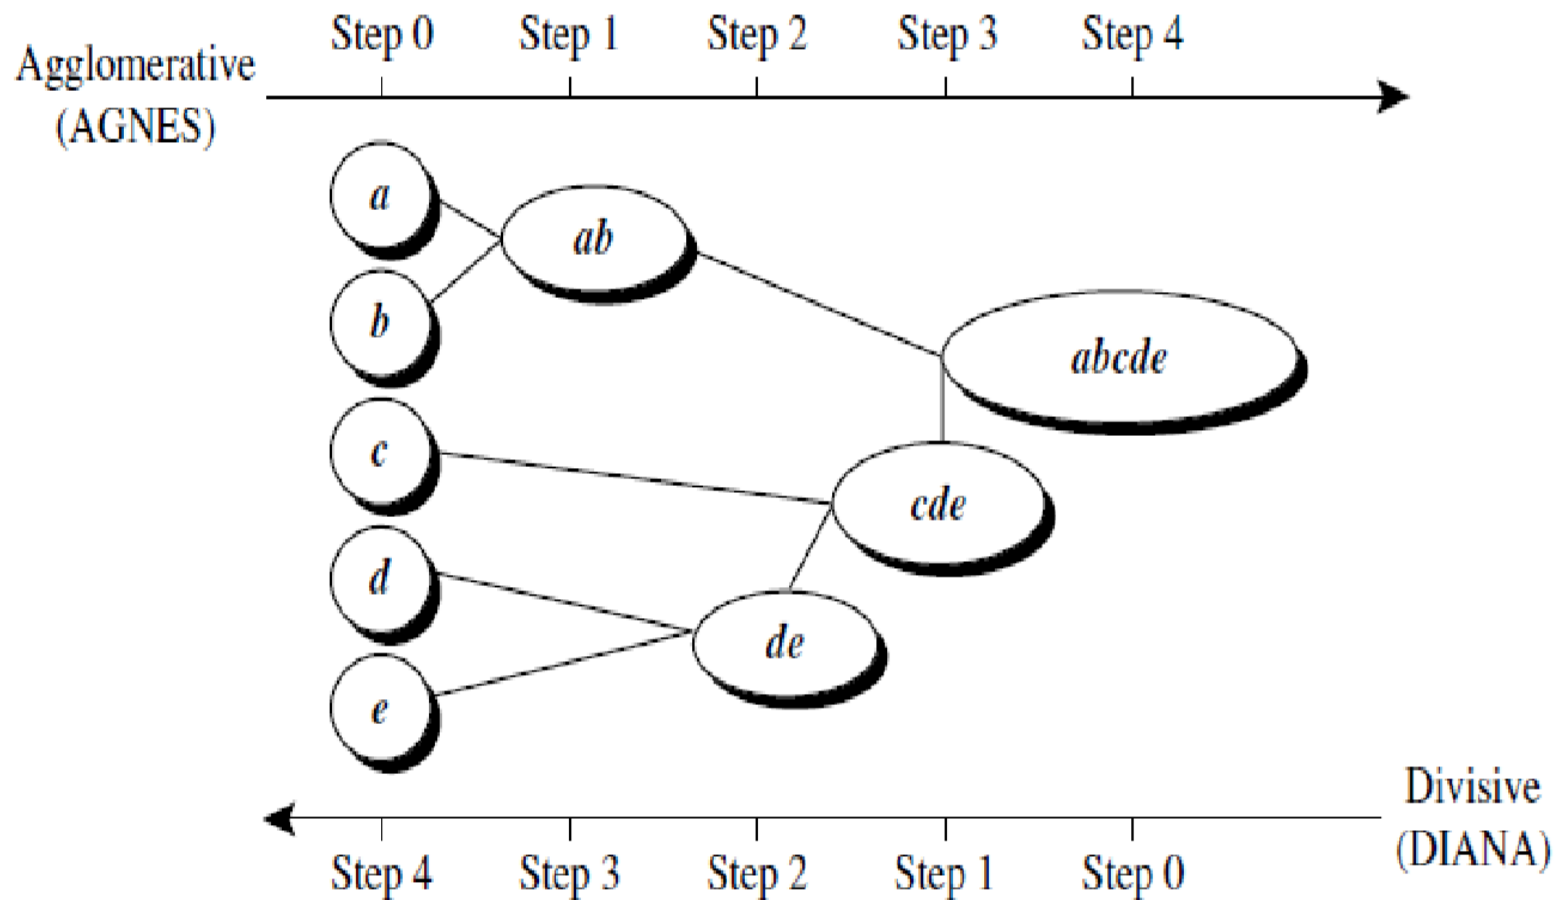 Step 0 Step 1 Step 2 Step 3 Step 4
Agglomerative
(AGNES)
a
ab
b
abcde
c
cde
d
de
e
Divisive
(DIANA)
Step 4 Step 3 Step 2 Step 1 Step 0